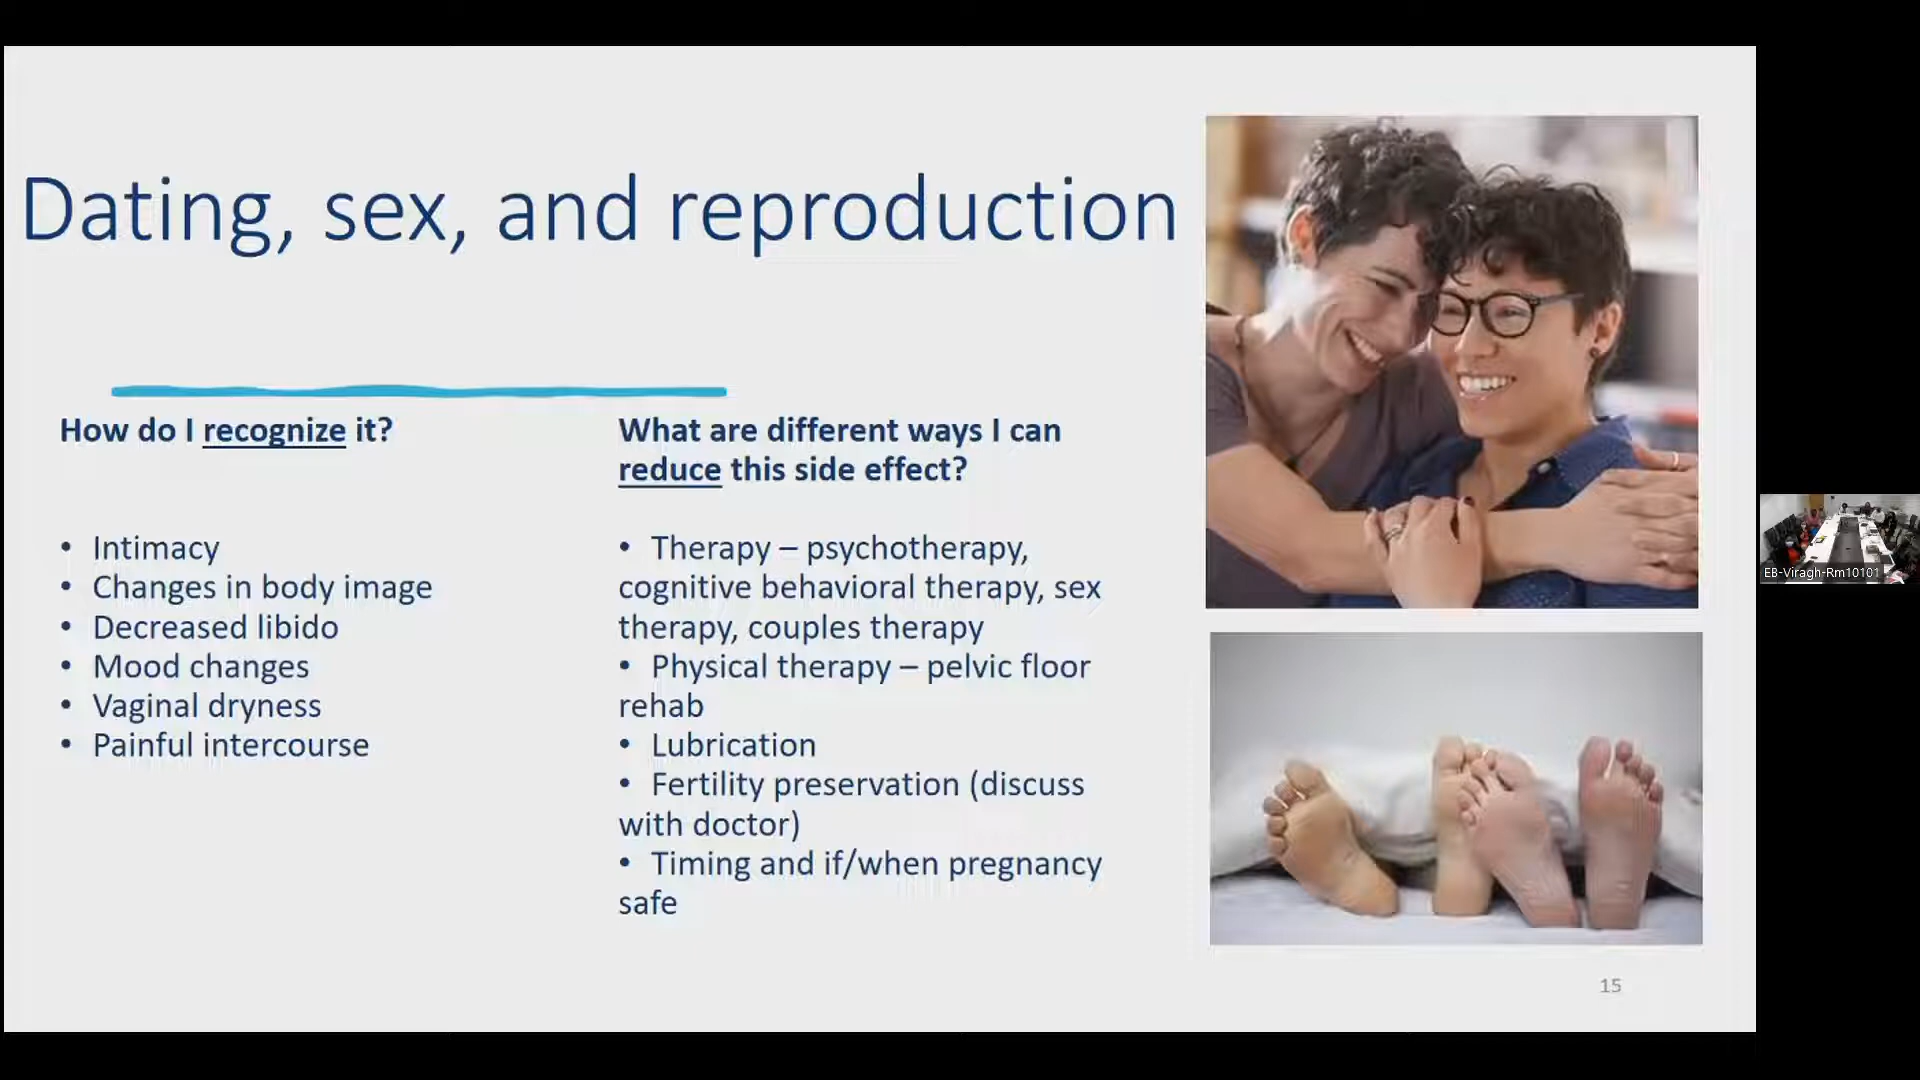 Dating, sex, and reproduction
How do I recognize it?
• Intimacy
• Changes in body image
• Decreased libido
• Mood changes
• Vaginal dryness
• Painful intercourse
What are different ways I can
reduce this side effect?
• Therapy – psychotherapy,
cognitive behavioral therapy, sex
therapy, couples therapy
• Physical therapy – pelvic floor
rehab
• Lubrication
• Fertility preservation (discuss
with doctor)
• Timing and if/when pregnancy
safe
15
EB-Viragh-Rm10101